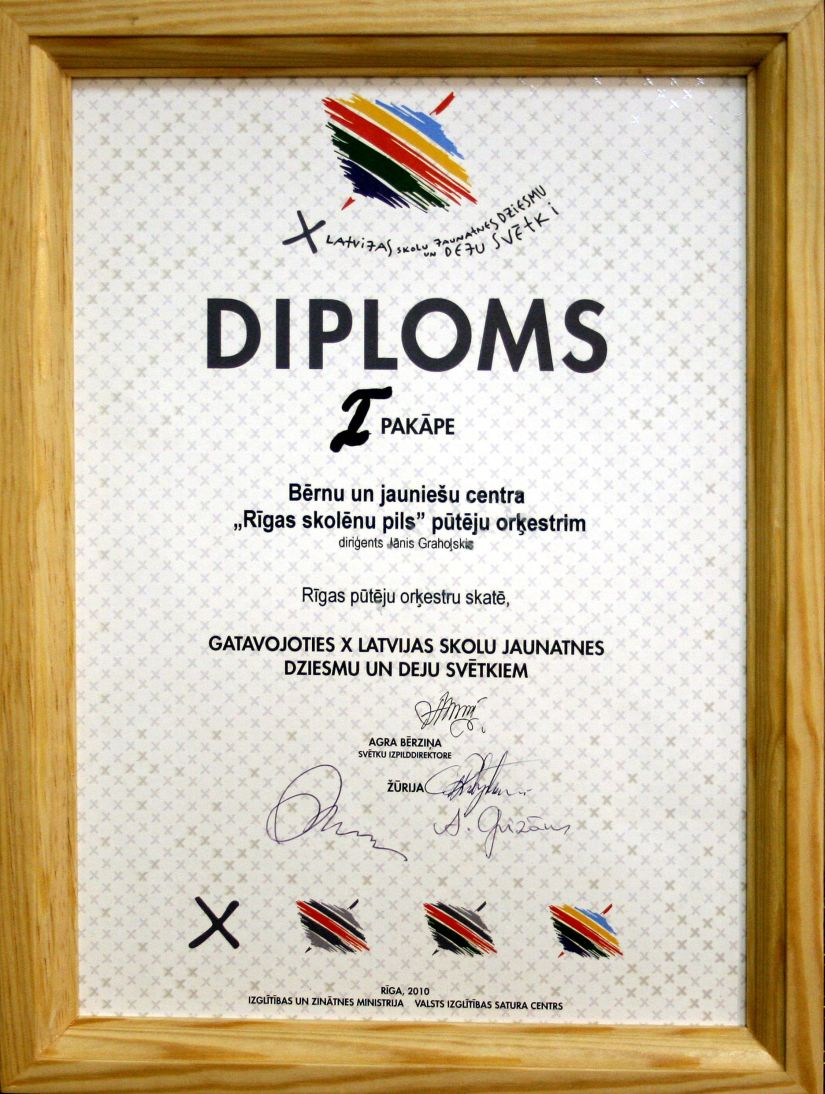 X LATVIJAS SKOLU JAUNATNES DZIESMU
UN DEJU SVĒTKI
DIPLOMS
I PAKĀPE
Bērnu un jauniešu centra
„Rīgas skolēnu pils” pūtēju orķestrim
diriģents Jānis Graholskis
Rīgas pūtēju orķestru skatē,
GATAVOJOTIES X LATVIJAS SKOLU JAUNATNES
DZIESMU UN DEJU SVĒTKIEM
AGRA BĒRZIŅA
SVĒTKU IZPILDDIREKTORE
ŽŪRIJA
X
RĪGA, 2010
IZGLĪTĪBAS UN ZINĀTNES MINISTRIJA VALSTS IZGLĪTĪBAS SATURA CENTRS